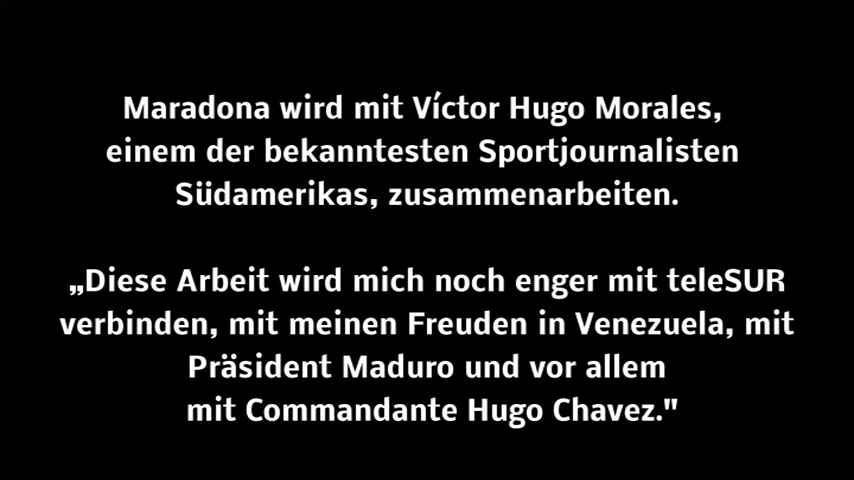 Maradona wird mit Víctor Hugo Morales,
einem der bekanntesten Sportjournalisten
Südamerikas, zusammenarbeiten.
„Diese Arbeit wird mich noch enger mit teleSUR
verbinden, mit meinen Freuden in Venezuela, mit
Präsident Maduro und vor allem
mit Commandante Hugo Chavez."